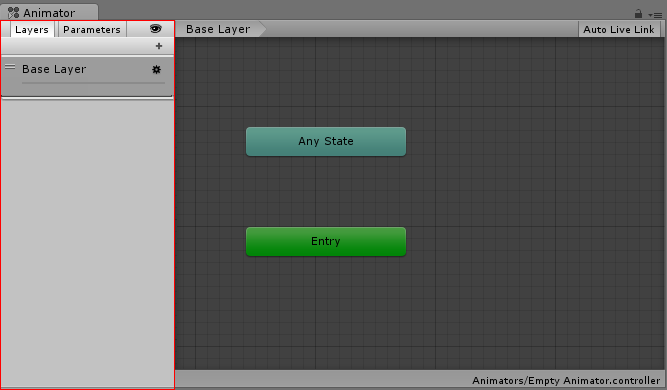 Animator
Layers Parameters
Base Layer
Auto Live Link
Base Layer
Any State
Entry
Animators/Empty Animator.controller